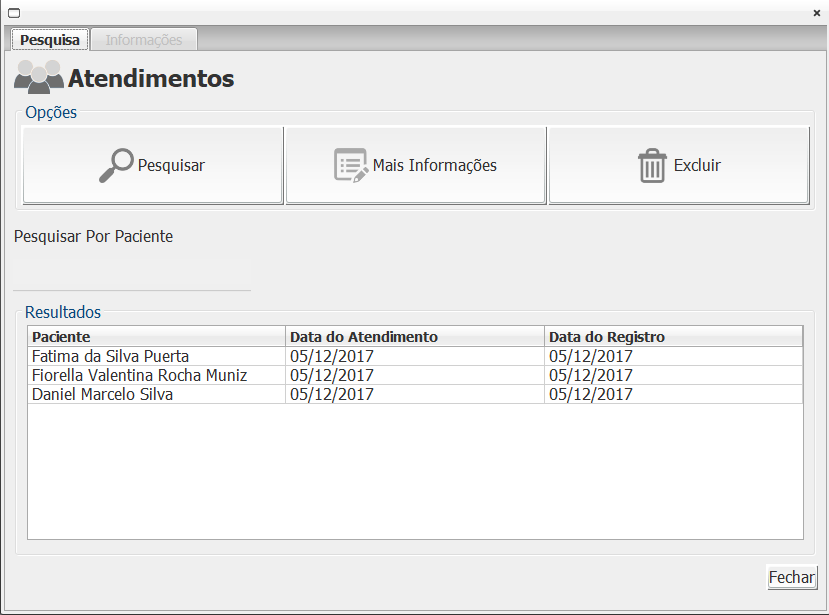 Pesquisa Informações
Atendimentos
Opções
Pesquisar Mais Informações Excluir
Pesquisar Por Paciente
Resultados
Paciente Data do Atendimento Data do Registro
Fatima da Silva Puerta 05/12/2017 05/12/2017
Fiorella Valentina Rocha Muniz 05/12/2017 05/12/2017
Daniel Marcelo Silva 05/12/2017 05/12/2017
Fechar